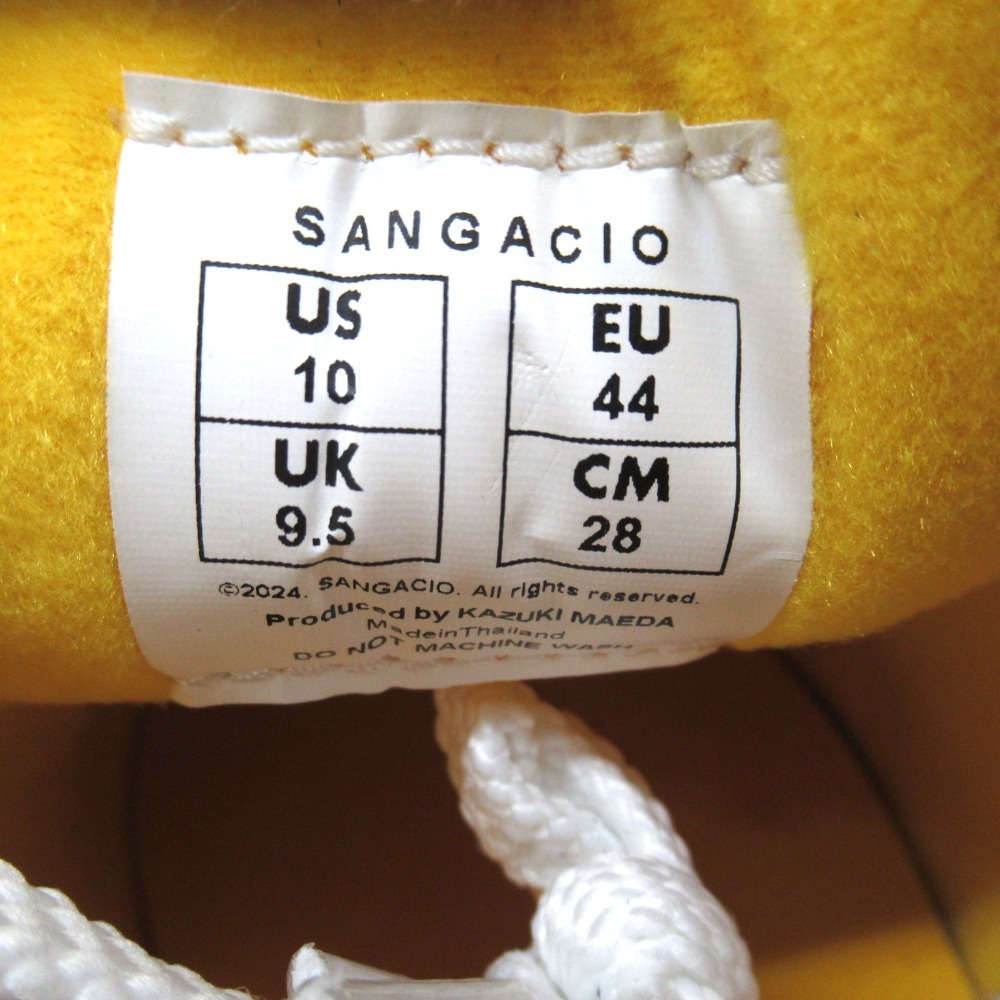 SANGACIO
US
10
UK
9.5
EU
44
CM
28
©2024. SANGACIO. All rights reserved.
Produced by KAZUKI MAEDA
MadeinThailand
DO NOT MACHINE WASH